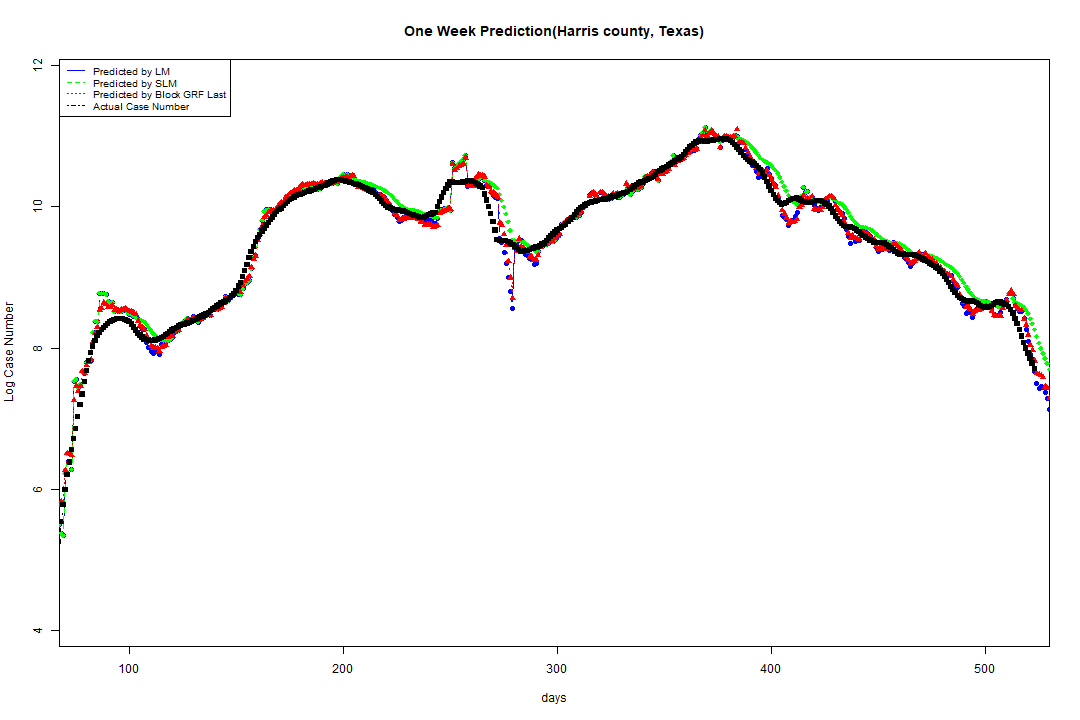 One Week Prediction(Harris county, Texas)
12
Predicted by LM
Predicted by SLM
Predicted by Block GRF Last
Actual Case Number
10
8
6
4
Log Case Number
100 200 300 400 500
days